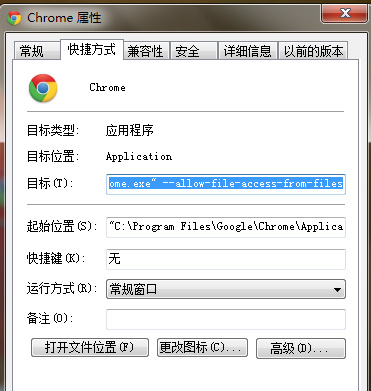 Chrome 属性
常规 快捷方式 兼容性 安全 详细信息 以前的版本
Chrome
目标类型: 应用程序
目标位置: Application
目标(T): ome.exe" --allow-file-access-from-files
起始位置(S): "C:\Program Files\Google\Chrome\Applica
快捷键(K): 无
运行方式(R): 常规窗口
备注(O):
打开文件位置(F) 更改图标(C)... 高级(D)...